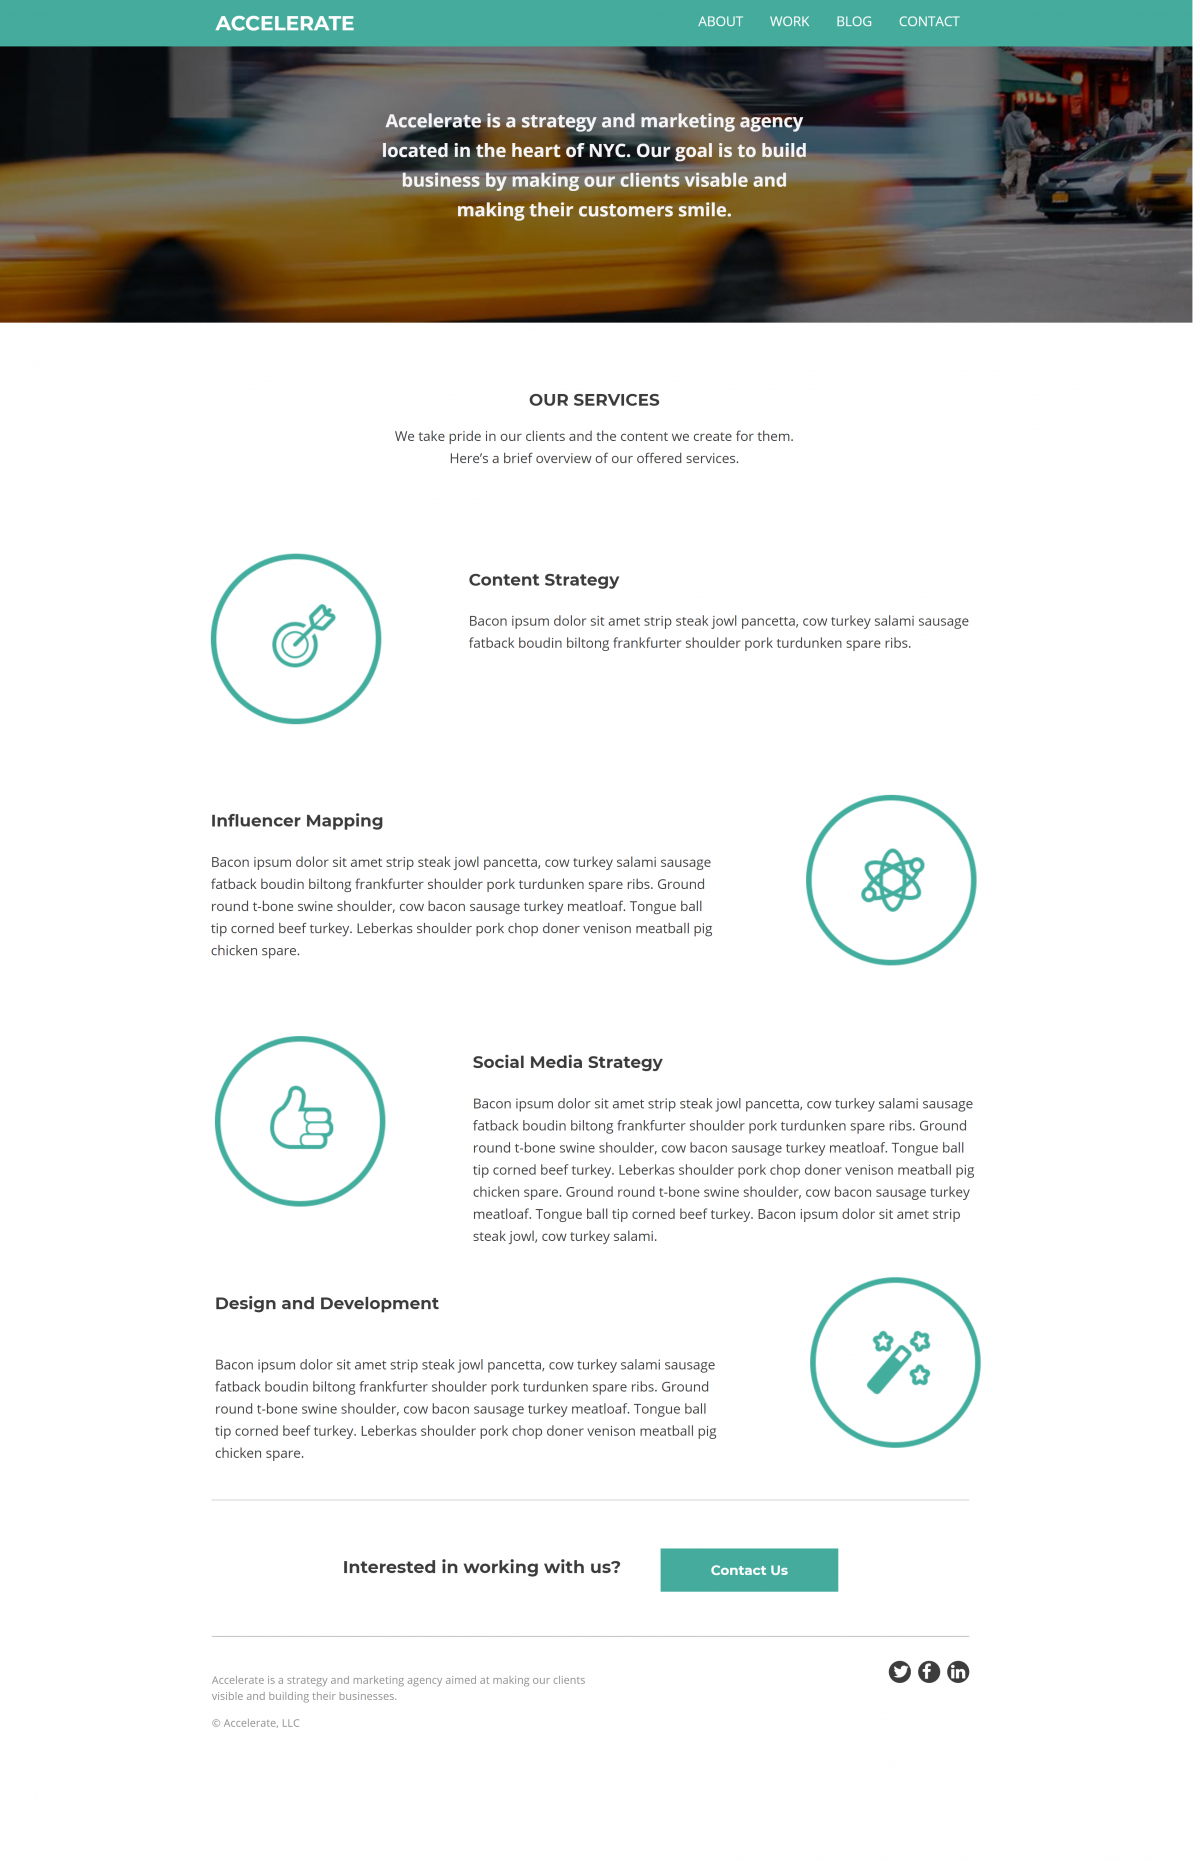 ACCELERATE
ABOUT WORK BLOG CONTACT
KILL
Accelerate is a strategy and marketing agency
located in the heart of NYC. Our goal is to build
business by making our clients visable and
making their customers smile.
OUR SERVICES
We take pride in our clients and the content we create for them.
Here’s a brief overview of our offered services.
Content Strategy
Bacon ipsum dolor sit amet strip steak jowl pancetta, cow turkey salami sausage
fatback boudin biltong frankfurter shoulder pork turdunken spare ribs.
Influencer Mapping
Bacon ipsum dolor sit amet strip steak jowl pancetta, cow turkey salami sausage
fatback boudin biltong frankfurter shoulder pork turdunken spare ribs. Ground
round t-bone swine shoulder, cow bacon sausage turkey meatloaf. Tongue ball
tip corned beef turkey. Leberkas shoulder pork chop doner venison meatball pig
chicken spare.
Social Media Strategy
Bacon ipsum dolor sit amet strip steak jowl pancetta, cow turkey salami sausage
fatback boudin biltong frankfurter shoulder pork turdunken spare ribs. Ground
round t-bone swine shoulder, cow bacon sausage turkey meatloaf. Tongue ball
tip corned beef turkey. Leberkas shoulder pork chop doner venison meatball pig
chicken spare. Ground round t-bone swine shoulder, cow bacon sausage turkey
meatloaf. Tongue ball tip corned beef turkey. Bacon ipsum dolor sit amet strip
steak jowl, cow turkey salami.
Design and Development
Bacon ipsum dolor sit amet strip steak jowl pancetta, cow turkey salami sausage
fatback boudin biltong frankfurter shoulder pork turdunken spare ribs. Ground
round t-bone swine shoulder, cow bacon sausage turkey meatloaf. Tongue ball
tip corned beef turkey. Leberkas shoulder pork chop doner venison meatball pig
chicken spare.
Interested in working with us?
Contact Us
Accelerate is a strategy and marketing agency aimed at making our clients
visible and building their businesses.
© Accelerate, LLC